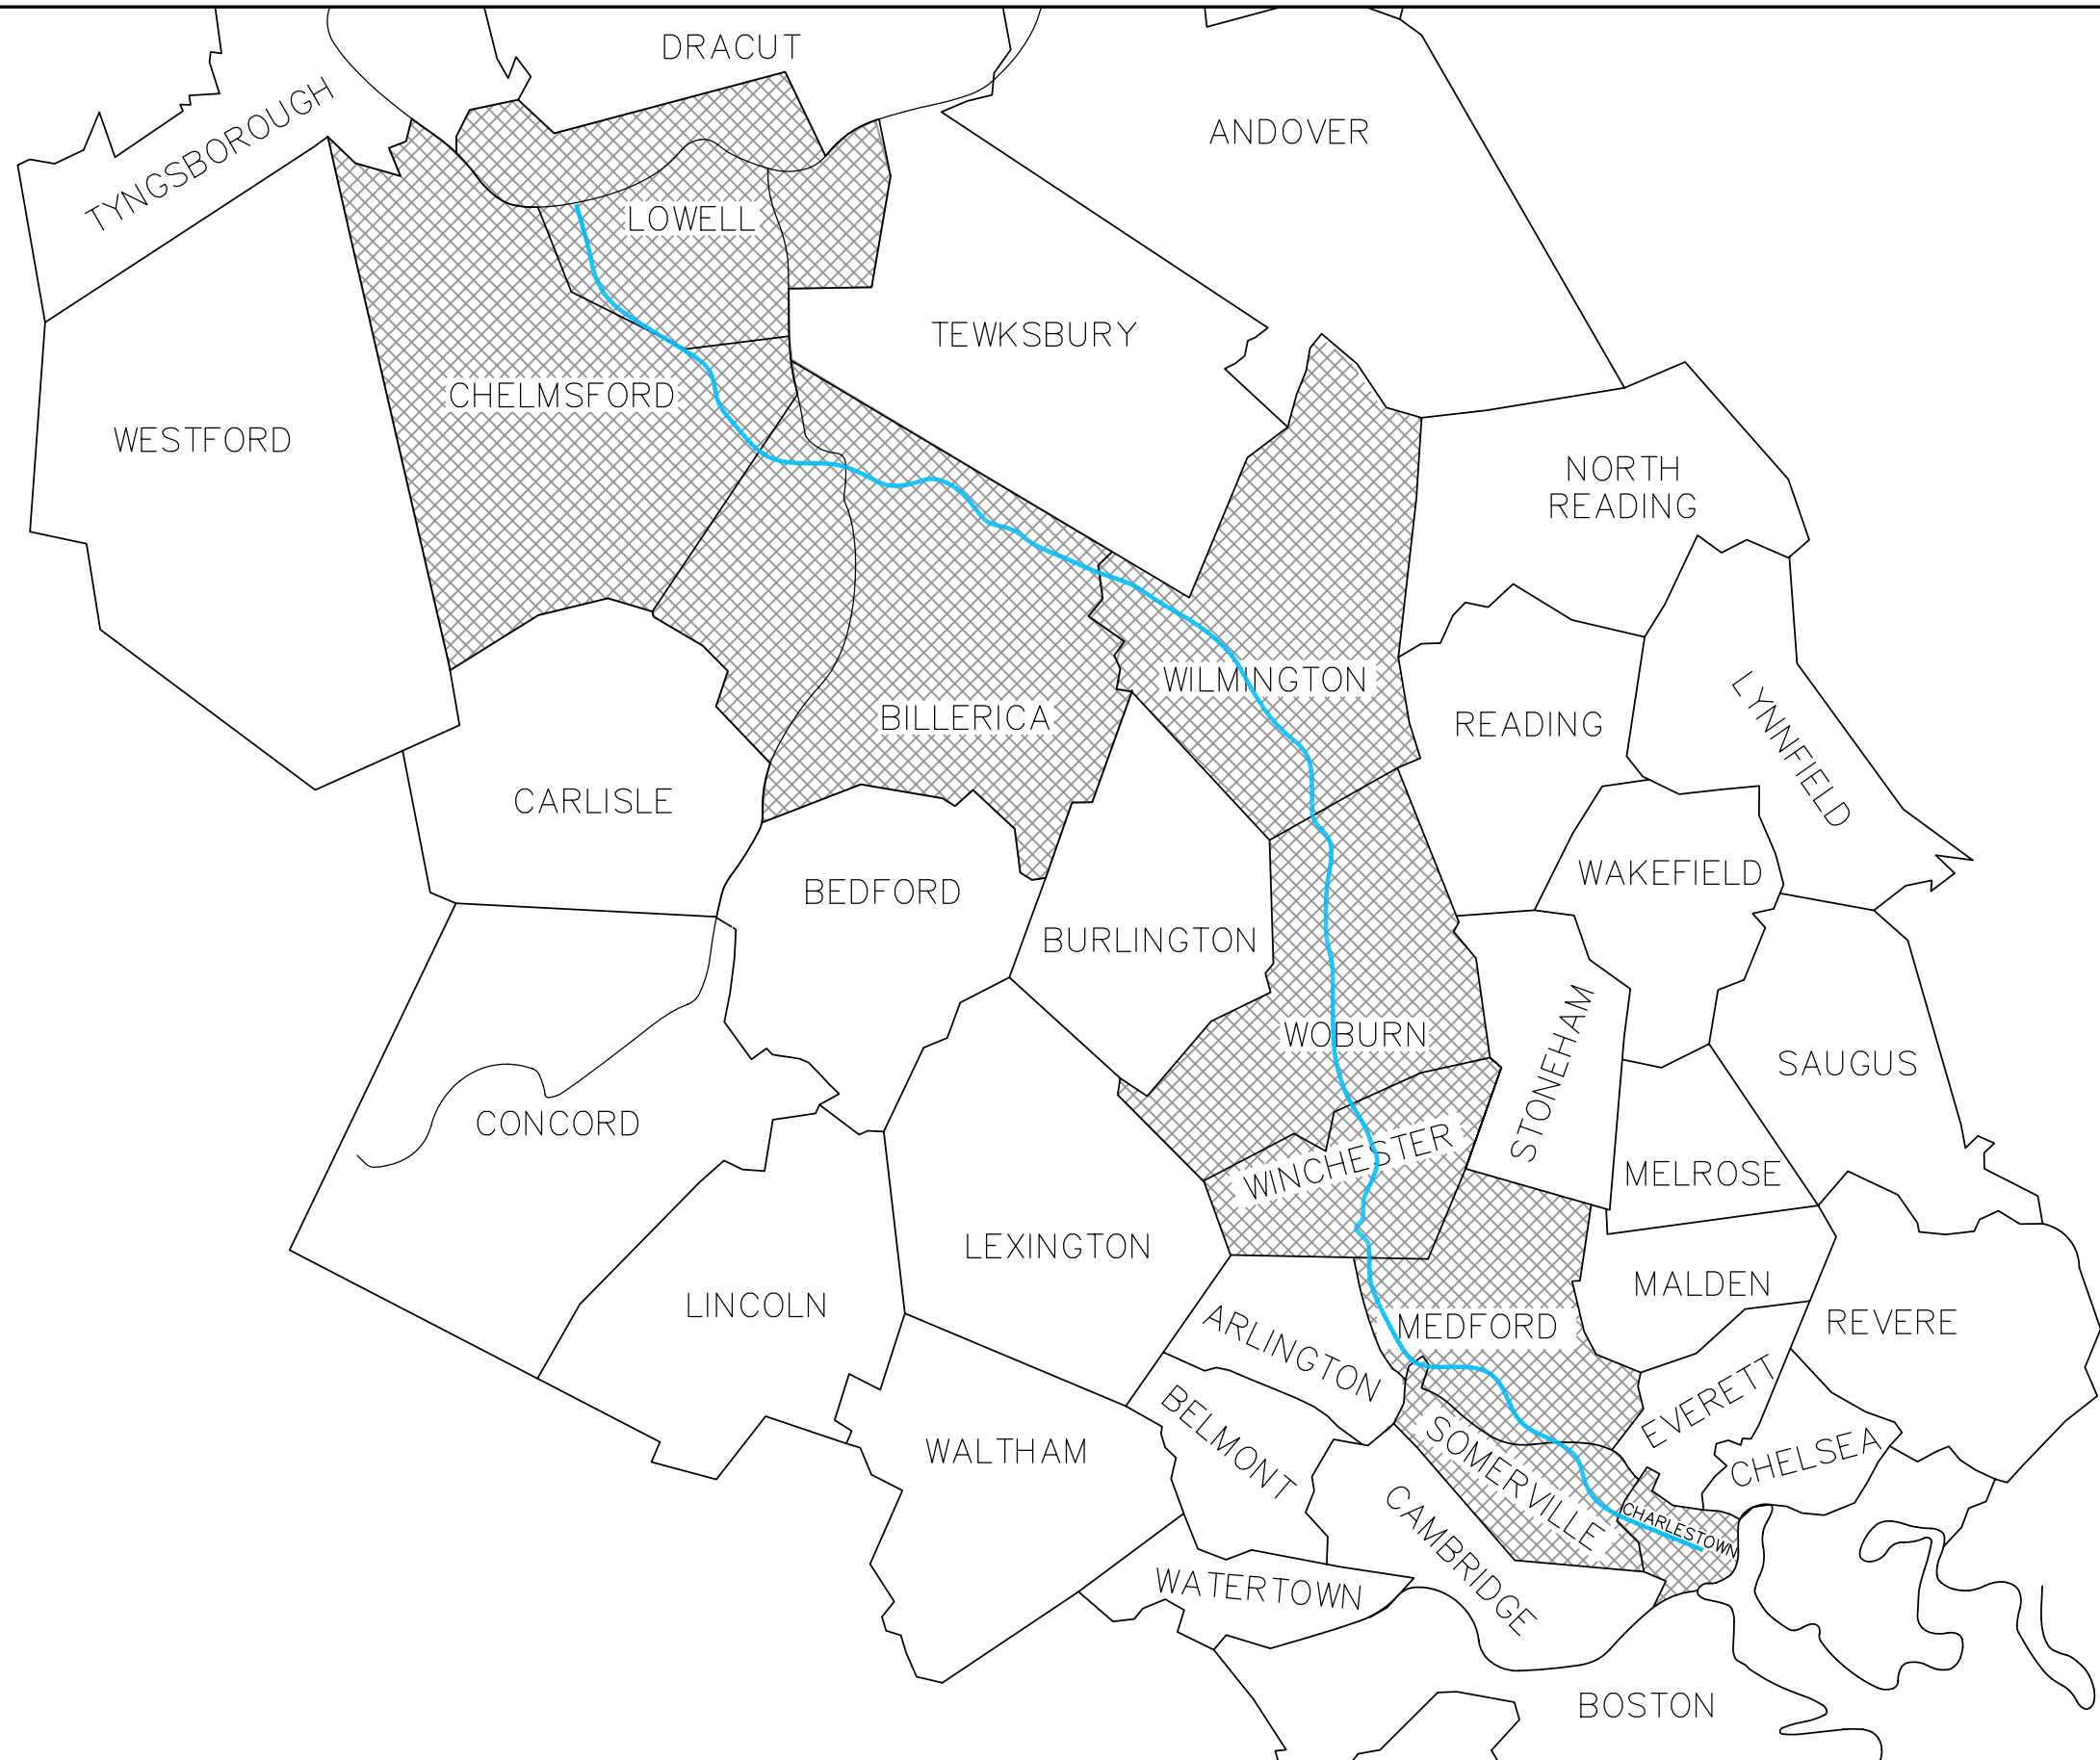 DRACUT
TYNGSBOROUGH
ANDOVER
LOWELL
TEWKSBURY
CHELMSFORD
WESTFORD
NORTH
READING
WILMINGTON
BILLERICA
READING
LYNNFIELD
CARLISLE
WAKEFIELD
BEDFORD
BURLINGTON
WOBURN
STONEHAM
SAUGUS
CONCORD
WINCHESTER
MELROSE
LEXINGTON
MALDEN
LINCOLN
ARLINGTON
MEDFORD
REVERE
EVERETT
BELMONT
WALTHAM
SOMERVILLE
CHELSEA
CAMBRIDGE
CHARLESTOWN
WATERTOWN
BOSTON